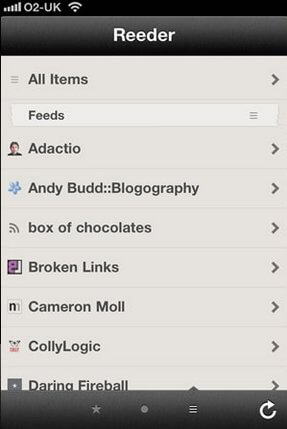 O2-UK
Reeder
All Items
Feeds
Adactio
Andy Budd::Blogography
box of chocolates
Broken Links
Cameron Moll
CollyLogic
Daring Fireball